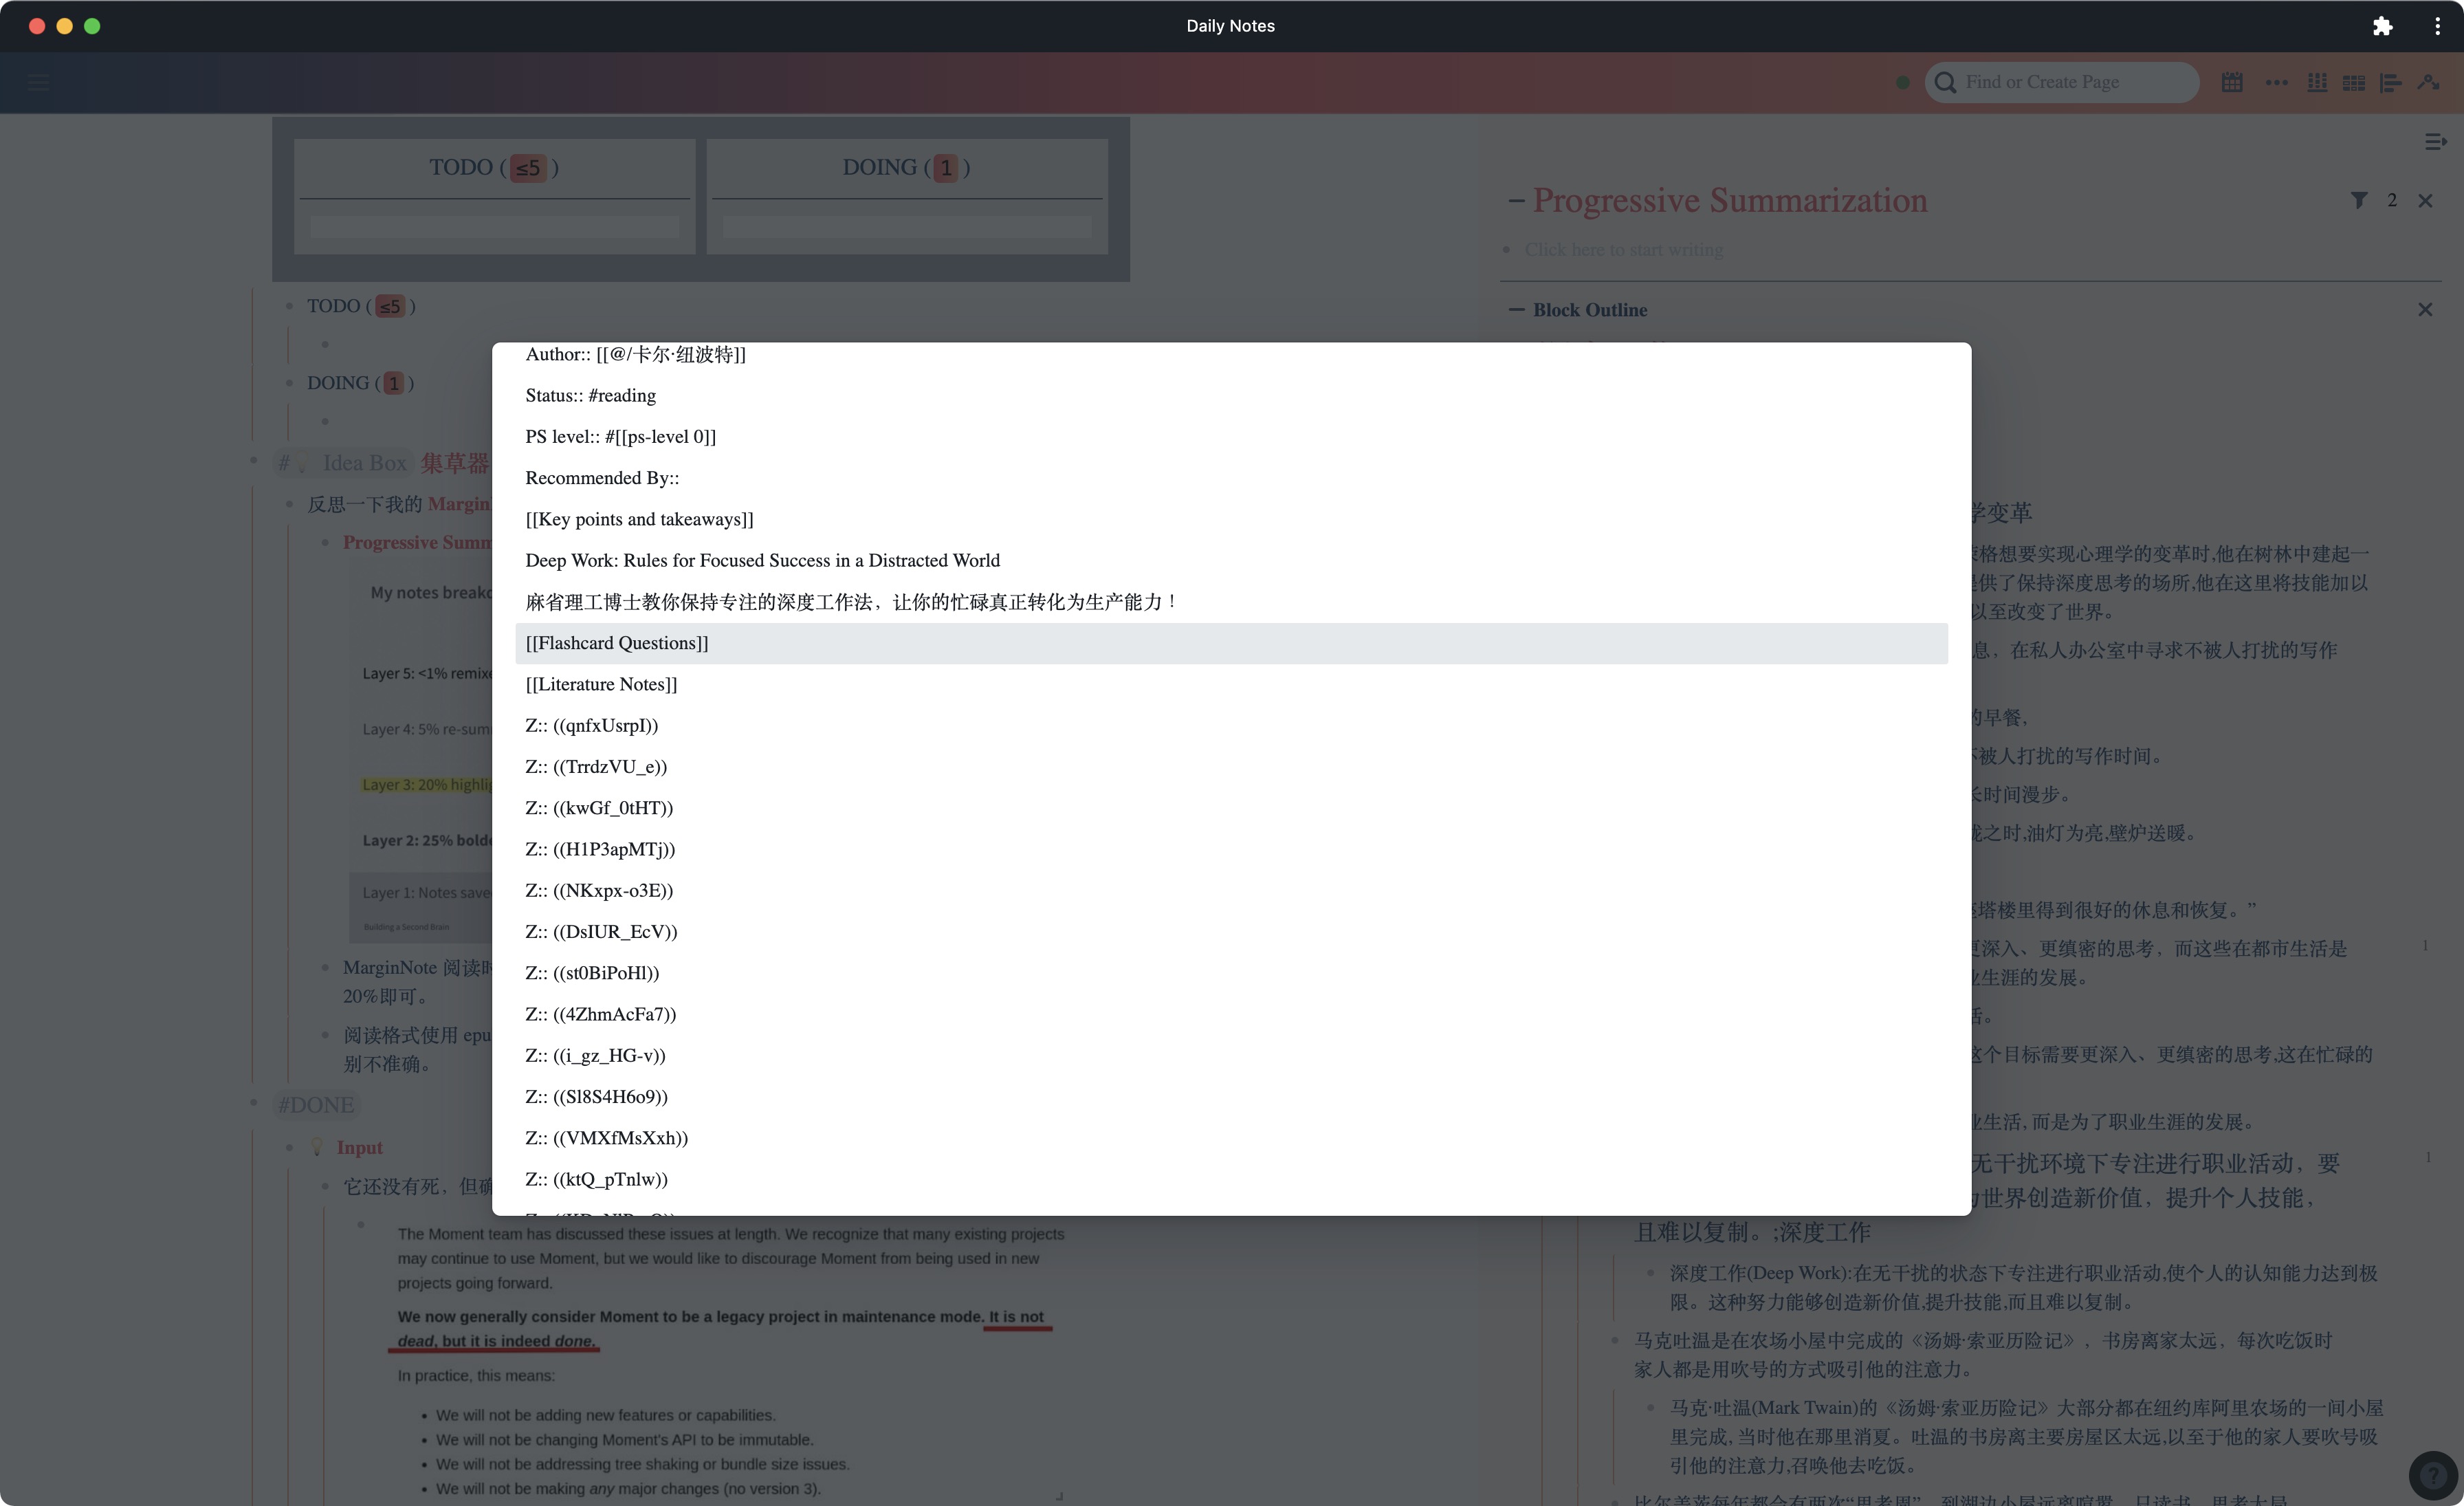 Daily Notes
Find or Create Page
TODO ( ≤5 )
DOING ( 1 )
TODO ( ≤5 )
DOING ( 1 )
# Idea Box 集草器
反思一下我的
Progressive Summ
My notes
Layer 5: <1%
Layer 4: 5%
Layer 3: 20%
Layer 2: 25%
Layer 1: Notes
Building a Second Brain
MarginNote 阅读时
20%即可。
阅读格式使用
别不准确。
#DONE
Input
它还没有死，但
The Moment team has discussed these issues at length. We recognize that many existing projects
may continue to use Moment, but we would like to discourage Moment from being used in new
projects going forward.
We now generally consider Moment to be a legacy project in maintenance mode. It is not
dead, but it is indeed done.
In practice, this means:
• We will not be adding new features or capabilities.
• We will not be changing Moment's API to be immutable.
• We will not be addressing tree shaking or bundle size issues.
• We will not be making any major changes (no version 3).
Author:: [[@/卡尔·纽波特]]
Status:: #reading
PS level:: #[[ps-level 0]]
Recommended By::
[[Key points and takeaways]]
Deep Work: Rules for Focused Success in a Distracted World
麻省理工博士教你保持专注的深度工作法，让你的忙碌真正转化为生产能力！
[[Flashcard Questions]]
[[Literature Notes]]
Z:: ((qnfxUsrpI))
Z:: ((TrrdzVU_e))
Z:: ((kwGf_0tHT))
Z:: ((H1P3apMTj))
Z:: ((NKxpx-o3E))
Z:: ((DsIUR_EcV))
Z:: ((st0BiPoHl))
Z:: ((4ZhmAcFa7))
Z:: ((i_gz_HG-v))
Z:: ((Sl8S4H6o9))
Z:: ((VMXfMsXxh))
Z:: ((ktQ_pTnlw))
Progressive Summarization
2
Click here to start writing
Block Outline
学变革
格想要实现心理学的变革时,他在树林中建起一
供了保持深度思考的场所,他在这里将技能加以
以至改变了世界。
息，在私人办公室中寻求不被人打扰的写作
的早餐,
不被人打扰的写作时间。
长时间漫步。
之时,油灯为亮,壁炉送暖。
塔楼里得到很好的休息和恢复。”
更深入、更缜密的思考，而这些在都市生活是
1
业生涯的发展。
活。
这个目标需要更深入、更缜密的思考,这在忙碌的
业生活, 而是为了职业生涯的发展。
无干扰环境下专注进行职业活动，要
1
世界创造新价值，提升个人技能，
且难以复制。;深度工作
深度工作(Deep Work):在无干扰的状态下专注进行职业活动,使个人的认知能力达到极
限。这种努力能够创造新价值,提升技能,而且难以复制。
马克吐温是在农场小屋中完成的《汤姆·索亚历险记》，书房离家太远，每次吃饭时
家人都是用吹号的方式吸引他的注意力。
马克·吐温(Mark Twain)的《汤姆·索亚历险记》大部分都在纽约库阿里农场的一间小屋
里完成, 当时他在那里消夏。吐温的书房离主要房屋区太远,以至于他的家人要吹号吸
引他的注意力,召唤他去吃饭。